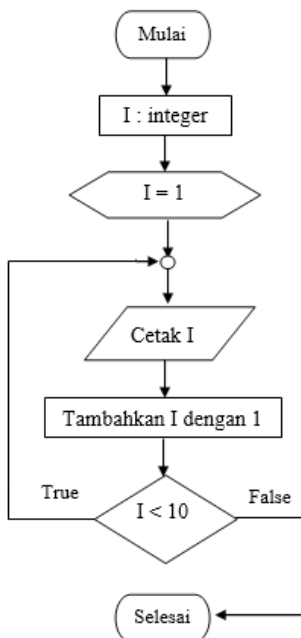 Mulai
I : integer
I = 1
Cetak I
Tambahkan I dengan 1
True
I < 10
False
Selesai